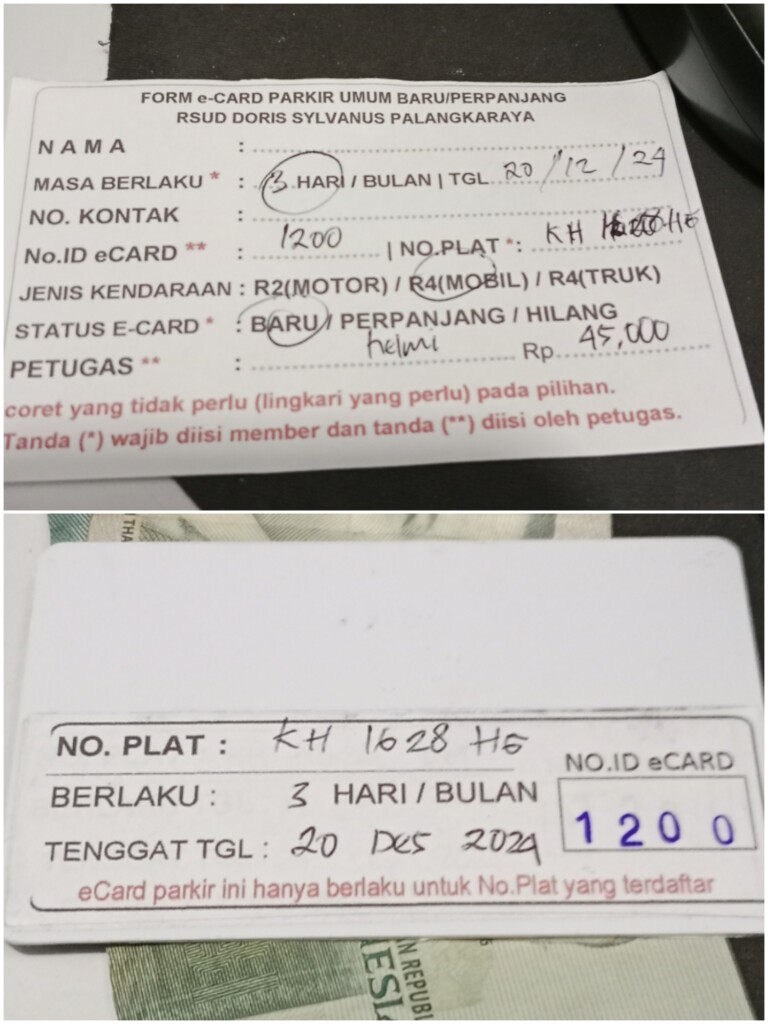 FORM e-CARD PARKIR UMUM BARU/PERPANJANG
RSUD DORIS SYLVANUS PALANGKARAYA
NAMA :
MASA BERLAKU * : 3 HARI / BULAN | TGL 20/12/24
NO. KONTAK :
No.ID eCARD ** : 1200 | NO.PLAT *: KH
JENIS KENDARAAN : R2(MOTOR) / R4(MOBIL) / R4(TRUK)
STATUS E-CARD * : BARU / PERPANJANG / HILANG
PETUGAS ** : helmi Rp 45,000
coret yang tidak perlu (lingkari yang perlu) pada pilihan.
Tanda (*) wajib diisi member dan tanda (**) diisi oleh petugas.
NO. PLAT : KH 1628 HG
BERLAKU : 3 HARI / BULAN
NO.ID eCARD
1200
TENGGAT TGL : 20 DES 2024
eCard parkir ini hanya berlaku untuk No.Plat yang terdaftar